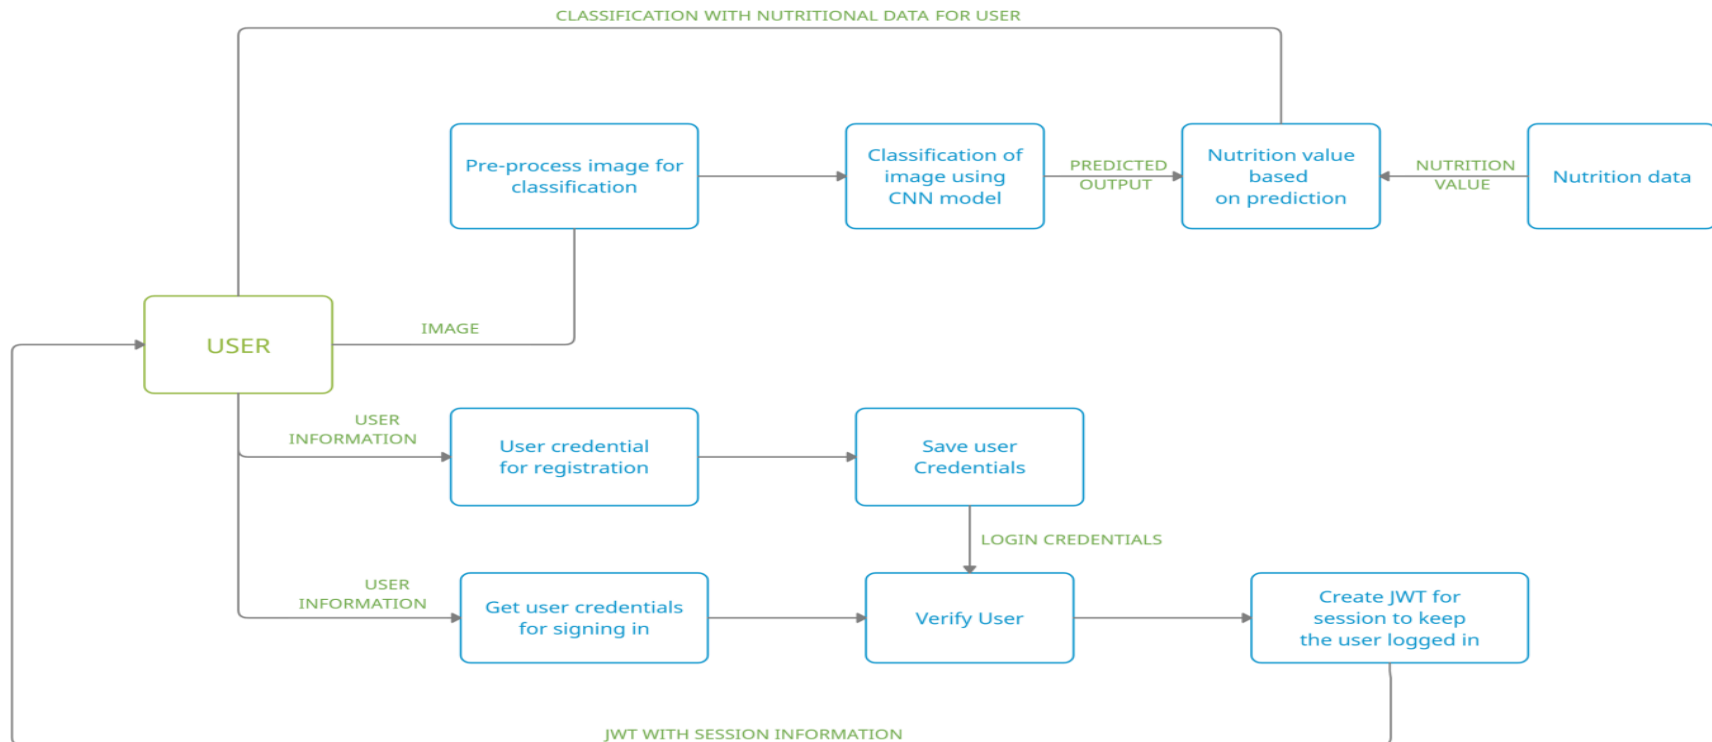 CLASSIFICATION WITH NUTRITIONAL DATA FOR USER
Pre-process image for
classification
Classification of
image using
CNN model
PREDICTED
OUTPUT
Nutrition value
based
on prediction
NUTRITION
VALUE
Nutrition data
USER
IMAGE
USER
INFORMATION
User credential
for registration
Save user
Credentials
LOGIN CREDENTIALS
USER
INFORMATION
Get user credentials
for signing in
Verify User
Create JWT for
session to keep
the user logged in
JWT WITH SESSION INFORMATION